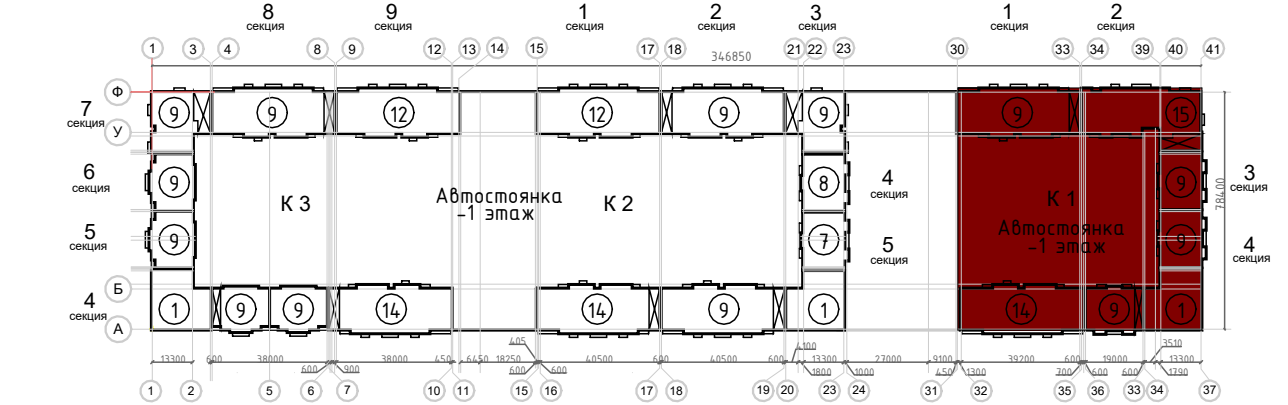 8 9 1 2 3 1 2
секция секция секция секция секция секция секция
1 3 4 8 9 12 13 14 15 17 18 21 22 23 30 33 34 39 40 41
346850
Ф
7
секция
9 9 12 12 9 9 9 15
У
6
секция
9 8 4
секция
9 3
секция
К 3
Автостоянка
-1 этаж
К 2
К 1
Автостоянка
-1 этаж
78400
5
секция
9 7 5
секция
9 4
секция
Б
4
секция
1 9 9 14 14 9 1 14 9 1
А
405 4100 3510
13300 600 38000 38000 450 6450 18250 40500 600 40500 600 13300 27000 9100 39200 600 19000 13300
600 900 600 600 1800 1000 450 1300 700 600 600 1790
1 2 5 6 7 10 11 15 16 17 18 19 20 23 24 31 32 35 36 33 34 37